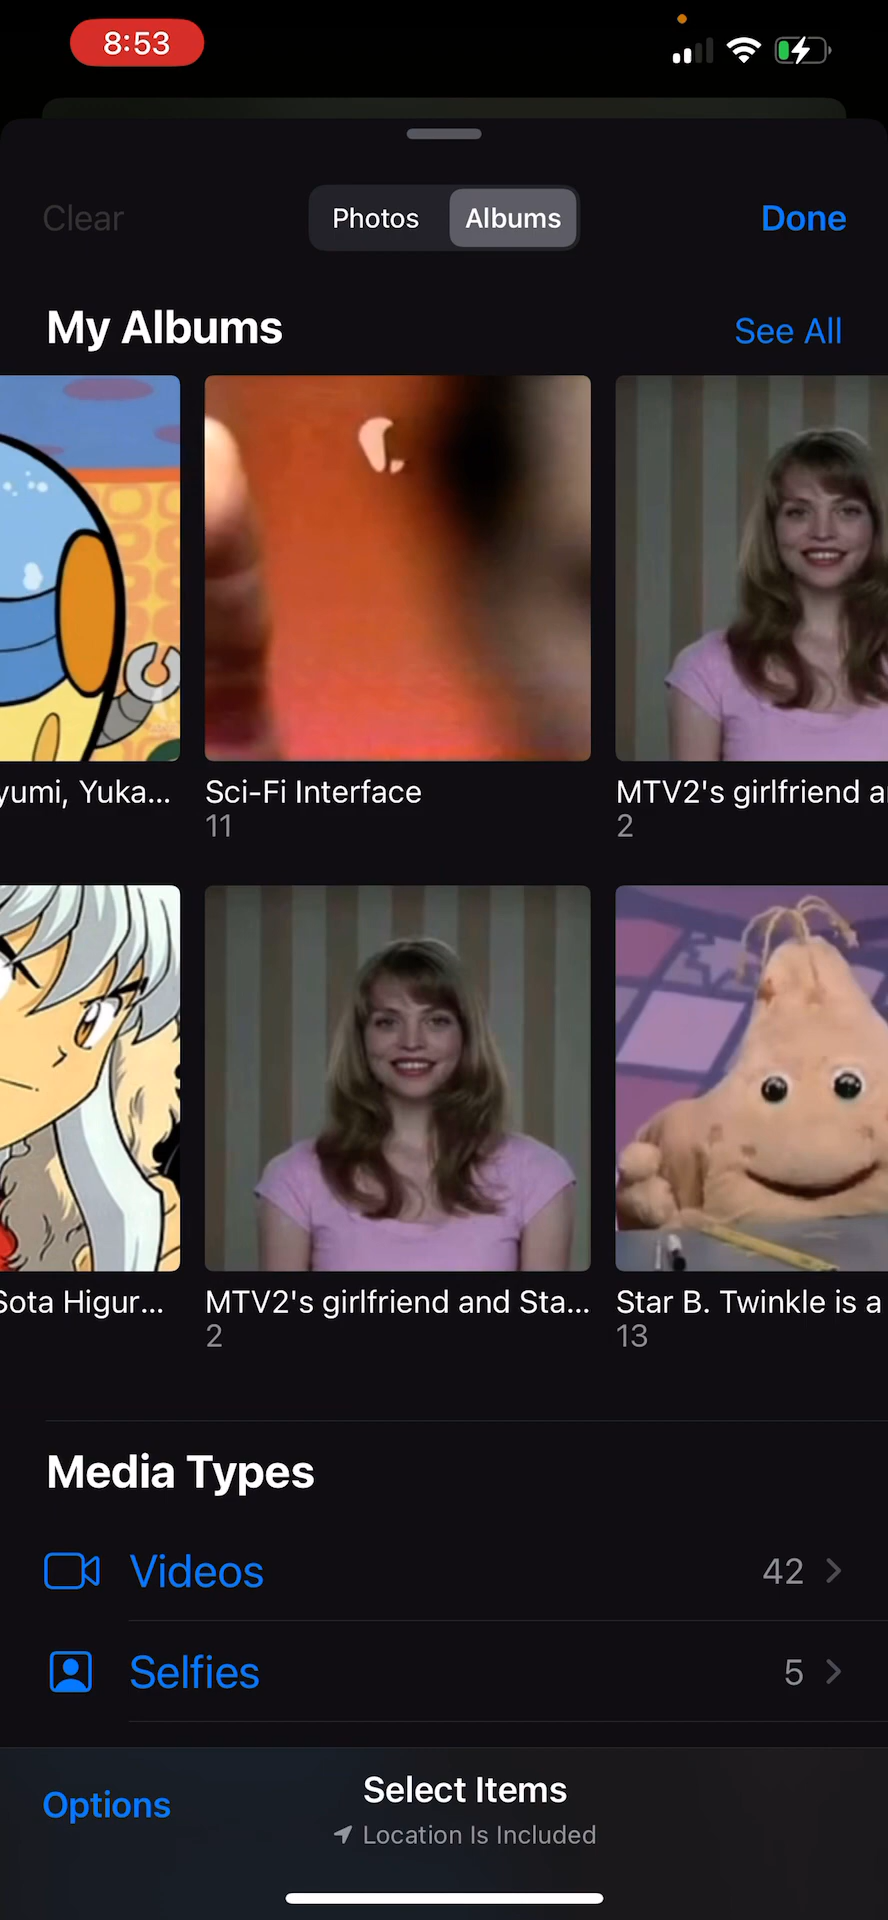 8:53
Clear
Photos
Albums
Done
My Albums
See All
yumi, Yuka...
Sci-Fi Interface
MTV2's girlfriend a
11
2
Sota Higur...
MTV2's girlfriend and Sta...
Star B. Twinkle is a
2
13
Media Types
Videos
42
Selfies
5
Options
Select Items
Location Is Included